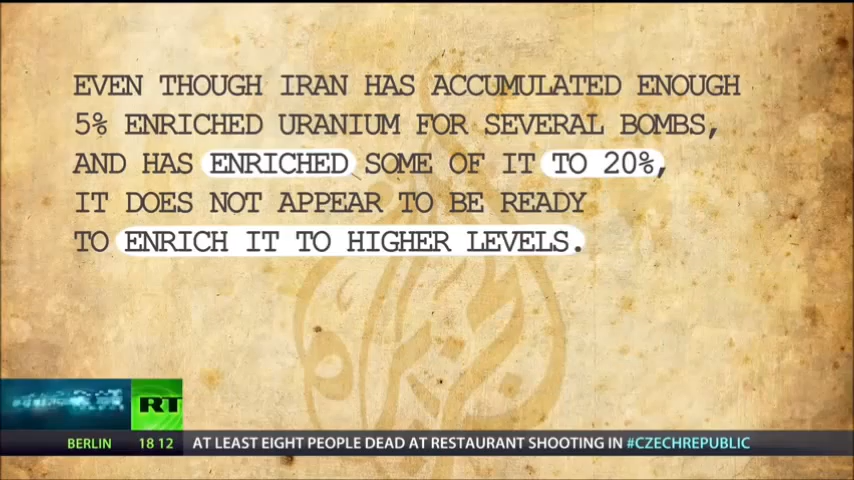 EVEN THOUGH IRAN HAS ACCUMULATED ENOUGH
5% ENRICHED URANIUM FOR SEVERAL BOMBS,
AND HAS ENRICHED SOME OF IT TO 20%,
IT DOES NOT APPEAR TO BE READY
TO ENRICH IT TO HIGHER LEVELS.
RT
BERLIN 18 12 AT LEAST EIGHT PEOPLE DEAD AT RESTAURANT SHOOTING IN #CZECHREPUBLIC